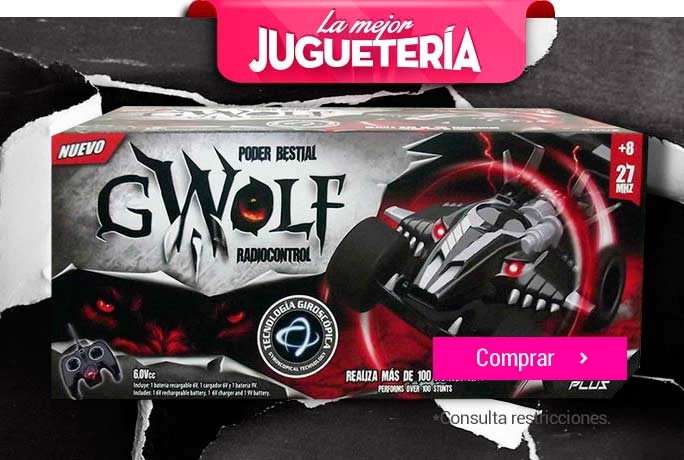 La mejor
JUGUETERÍA
NUEVO
PODER BESTIAL
GWOLF
RADIOCONTROL
+8
27
MHZ
TECNOLOGÍA GIROSCÓPICA
GYROSCOPICAL TECHNOLOGY
6.0Vcc
Incluye: 1 batería recargable 6V, 1 cargador 6V y 1 batería 9V.
Includes: 1 6V rechargeable battery, 1 6V charger and 1 9V battery.
REALIZA MÁS DE 100
PERFORMS OVER 100 STUNTS
Comprar >
PLUS
*Consulta restricciones.